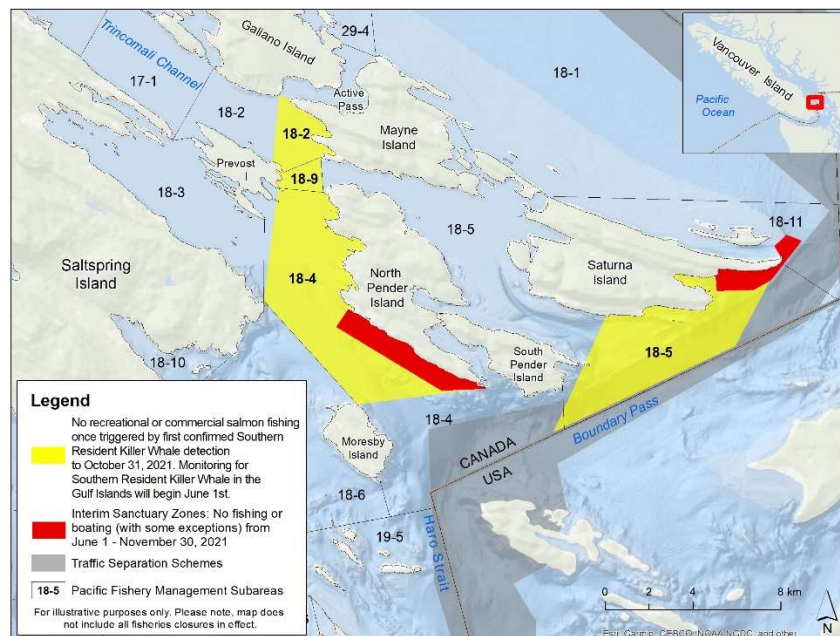 Trincomali Channel
Galiano Island
29-4
17-1
Active
Pass
18-1
18-2
18-2
Mayne
Island
Prevost
I
18-9
18-3
18-5
18-11
Saltspring
Island
18-4
North
Pender
Island
Saturna
Island
18-10
South
Pender
Island
18-5
Moresby
Island
18-4
CANADA
USA
Boundary Pass
18-6
19-5
Haro Strait
Vancouver Island
Pacific
Ocean
Legend
No recreational or commercial salmon fishing
once triggered by first confirmed Southern
Resident Killer Whale detection
to October 31, 2021. Monitoring for
Southern Resident Killer Whale in the
Gulf Islands will begin June 1st.
Interim Sanctuary Zones: No fishing or
boating (with some exceptions) from
June 1 - November 30, 2021
Traffic Separation Schemes
18-5 Pacific Fishery Management Subareas
For illustrative purposes only. Please note, map does
not include all fisheries closures in effect.
0 2 4 8 km
N
Esri, Garmin, GEBCO, NOAA NGDC, and other